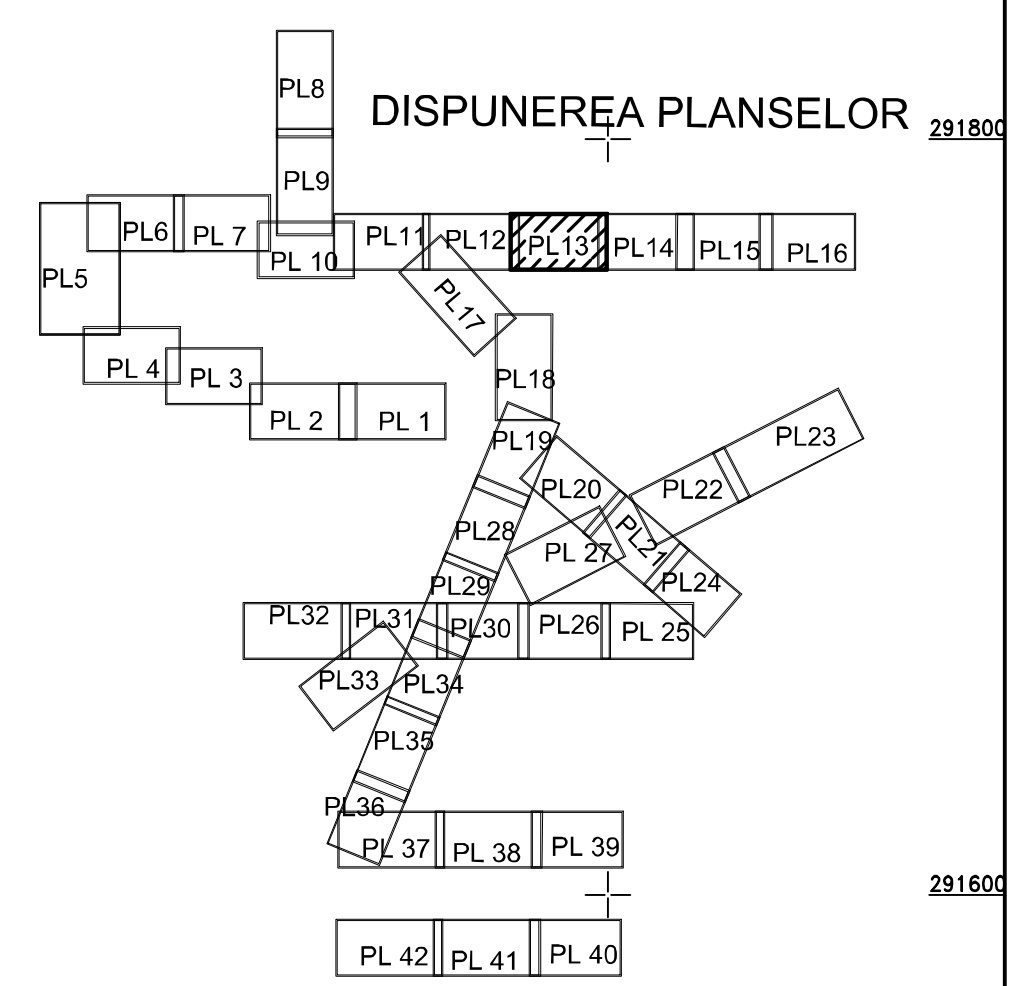 PL8
DISPUNEREA PLANSELOR
291800
PL9
PL6
PL 7
PL 10
PL11
PL12
PL13
PL14
PL15
PL16
PL5
PL17
PL 4
PL 3
PL18
PL 2
PL 1
PL19
PL23
PL20
PL22
PL28
PL21
PL 27
PL29
PL24
PL32
PL31
PL30
PL26
PL 25
PL33
PL34
PL35
PL36
PL 37
PL 38
PL 39
291600
PL 42
PL 41
PL 40